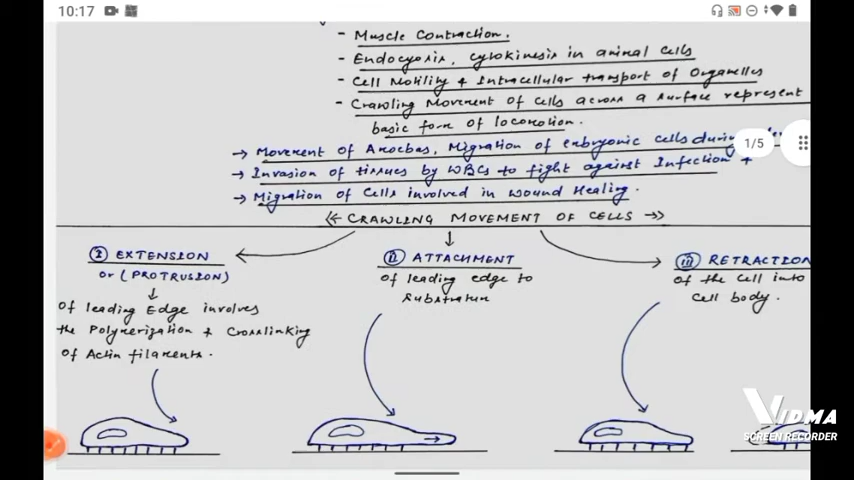 10:17
- Muscle Contraction.
- Endocytosis, cytokinesis in animal cells
- Cell Motility + Intracellular transport of Organelles
- Crawling Movement of cells across a surface represent
basic form of locomotion.
→ Movement of Amoebas, Migration of embryonic cells during
1/5
→ Invasion of tissues by WBCs to fight against Infection +
→ Migration of Cells involved in Wound Healing.
<< CRAWLING MOVEMENT OF CELLS >>
I EXTENSION
or (PROTRUSION)
of leading Edge involves
the Polymerization + Crosslinking
of Actin filaments.
II ATTACHMENT
of leading edge to
Substratum
III RETRACTION
of the cell into
Cell body.
VIDMA
SCREEN RECORDER